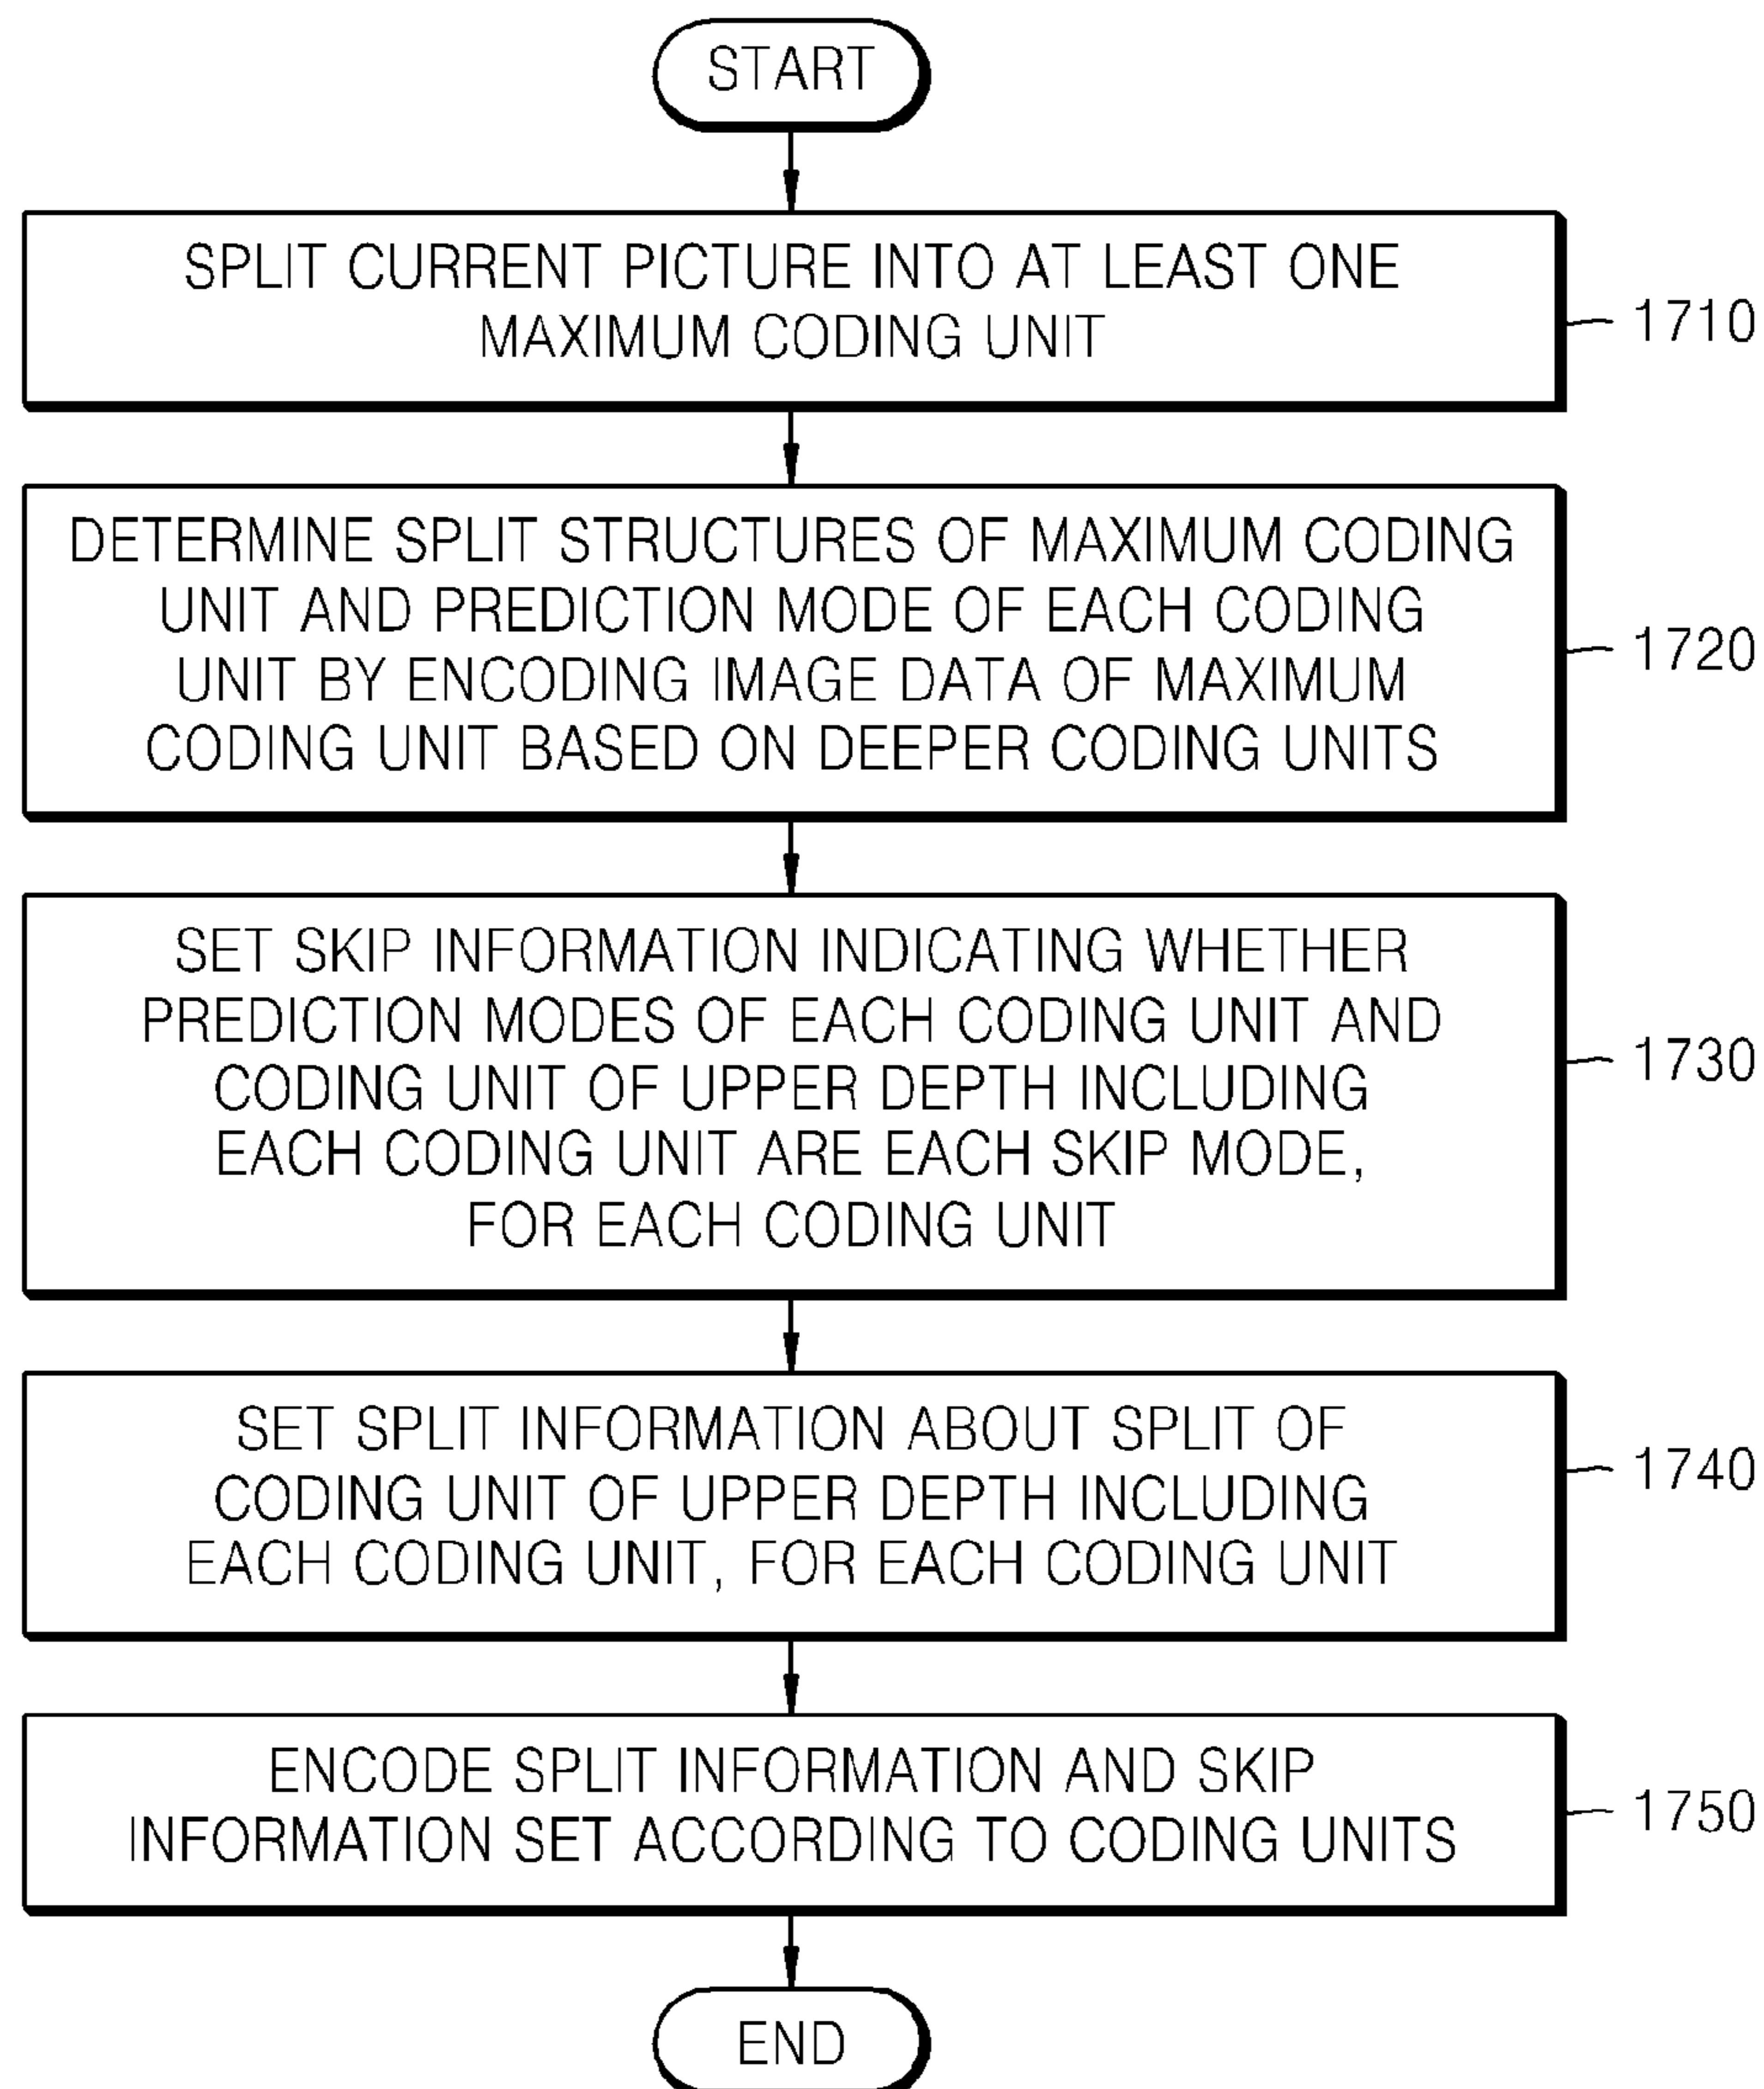 START
SPLIT CURRENT PICTURE INTO AT LEAST ONE
MAXIMUM CODING UNIT
1710
DETERMINE SPLIT STRUCTURES OF MAXIMUM CODING
UNIT AND PREDICTION MODE OF EACH CODING
UNIT BY ENCODING IMAGE DATA OF MAXIMUM
CODING UNIT BASED ON DEEPER CODING UNITS
1720
SET SKIP INFORMATION INDICATING WHETHER
PREDICTION MODES OF EACH CODING UNIT AND
CODING UNIT OF UPPER DEPTH INCLUDING
EACH CODING UNIT ARE EACH SKIP MODE,
FOR EACH CODING UNIT
1730
SET SPLIT INFORMATION ABOUT SPLIT OF
CODING UNIT OF UPPER DEPTH INCLUDING
EACH CODING UNIT, FOR EACH CODING UNIT
1740
ENCODE SPLIT INFORMATION AND SKIP
INFORMATION SET ACCORDING TO CODING UNITS
1750
END